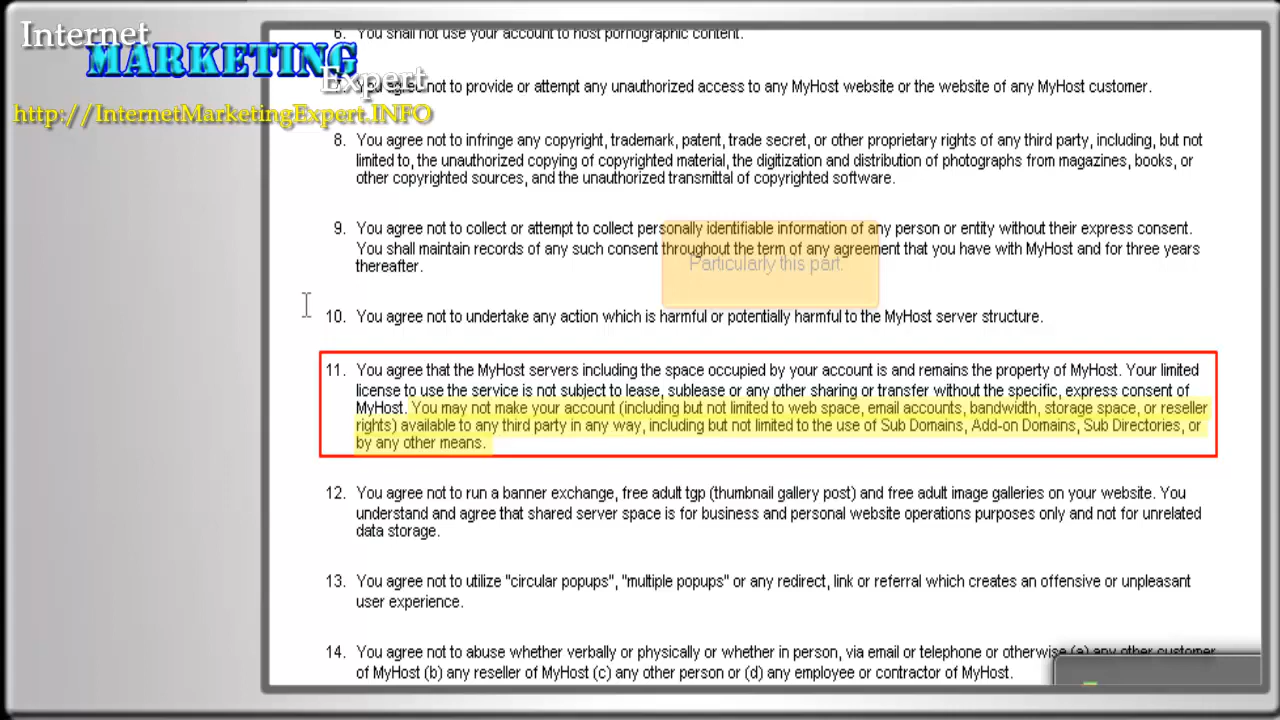 Internet
MARKETING
Expert
http://InternetMarketingExpert.INFO
6. You shall not use your account to host pornographic content.
agree not to provide or attempt any unauthorized access to any MyHost website or the website of any MyHost customer.
8. You agree not to infringe any copyright, trademark, patent, trade secret, or other proprietary rights of any third party, including, but not
limited to, the unauthorized copying of copyrighted material, the digitization and distribution of photographs from magazines, books, or
other copyrighted sources, and the unauthorized transmittal of copyrighted software.
9. You agree not to collect or attempt to collect personally identifiable information of any person or entity without their express consent.
You shall maintain records of any such consent throughout the term of any agreement that you have with MyHost and for three years
thereafter.
Particularly this part.
10. You agree not to undertake any action which is harmful or potentially harmful to the MyHost server structure.
11. You agree that the MyHost servers including the space occupied by your account is and remains the property of MyHost. Your limited
license to use the service is not subject to lease, sublease or any other sharing or transfer without the specific, express consent of
MyHost. You may not make your account (including but not limited to web space, email accounts, bandwidth, storage space, or reseller
rights) available to any third party in any way, including but not limited to the use of Sub Domains, Add-on Domains, Sub Directories, or
by any other means.
12. You agree not to run a banner exchange, free adult tgp (thumbnail gallery post) and free adult image galleries on your website. You
understand and agree that shared server space is for business and personal website operations purposes only and not for unrelated
data storage.
13. You agree not to utilize "circular popups", "multiple popups" or any redirect, link or referral which creates an offensive or unpleasant
user experience.
14. You agree not to abuse whether verbally or physically or whether in person, via email or telephone or otherwise (a) any other customer
of MyHost (b) any reseller of MyHost (c) any other person or (d) any employee or contractor of MyHost.